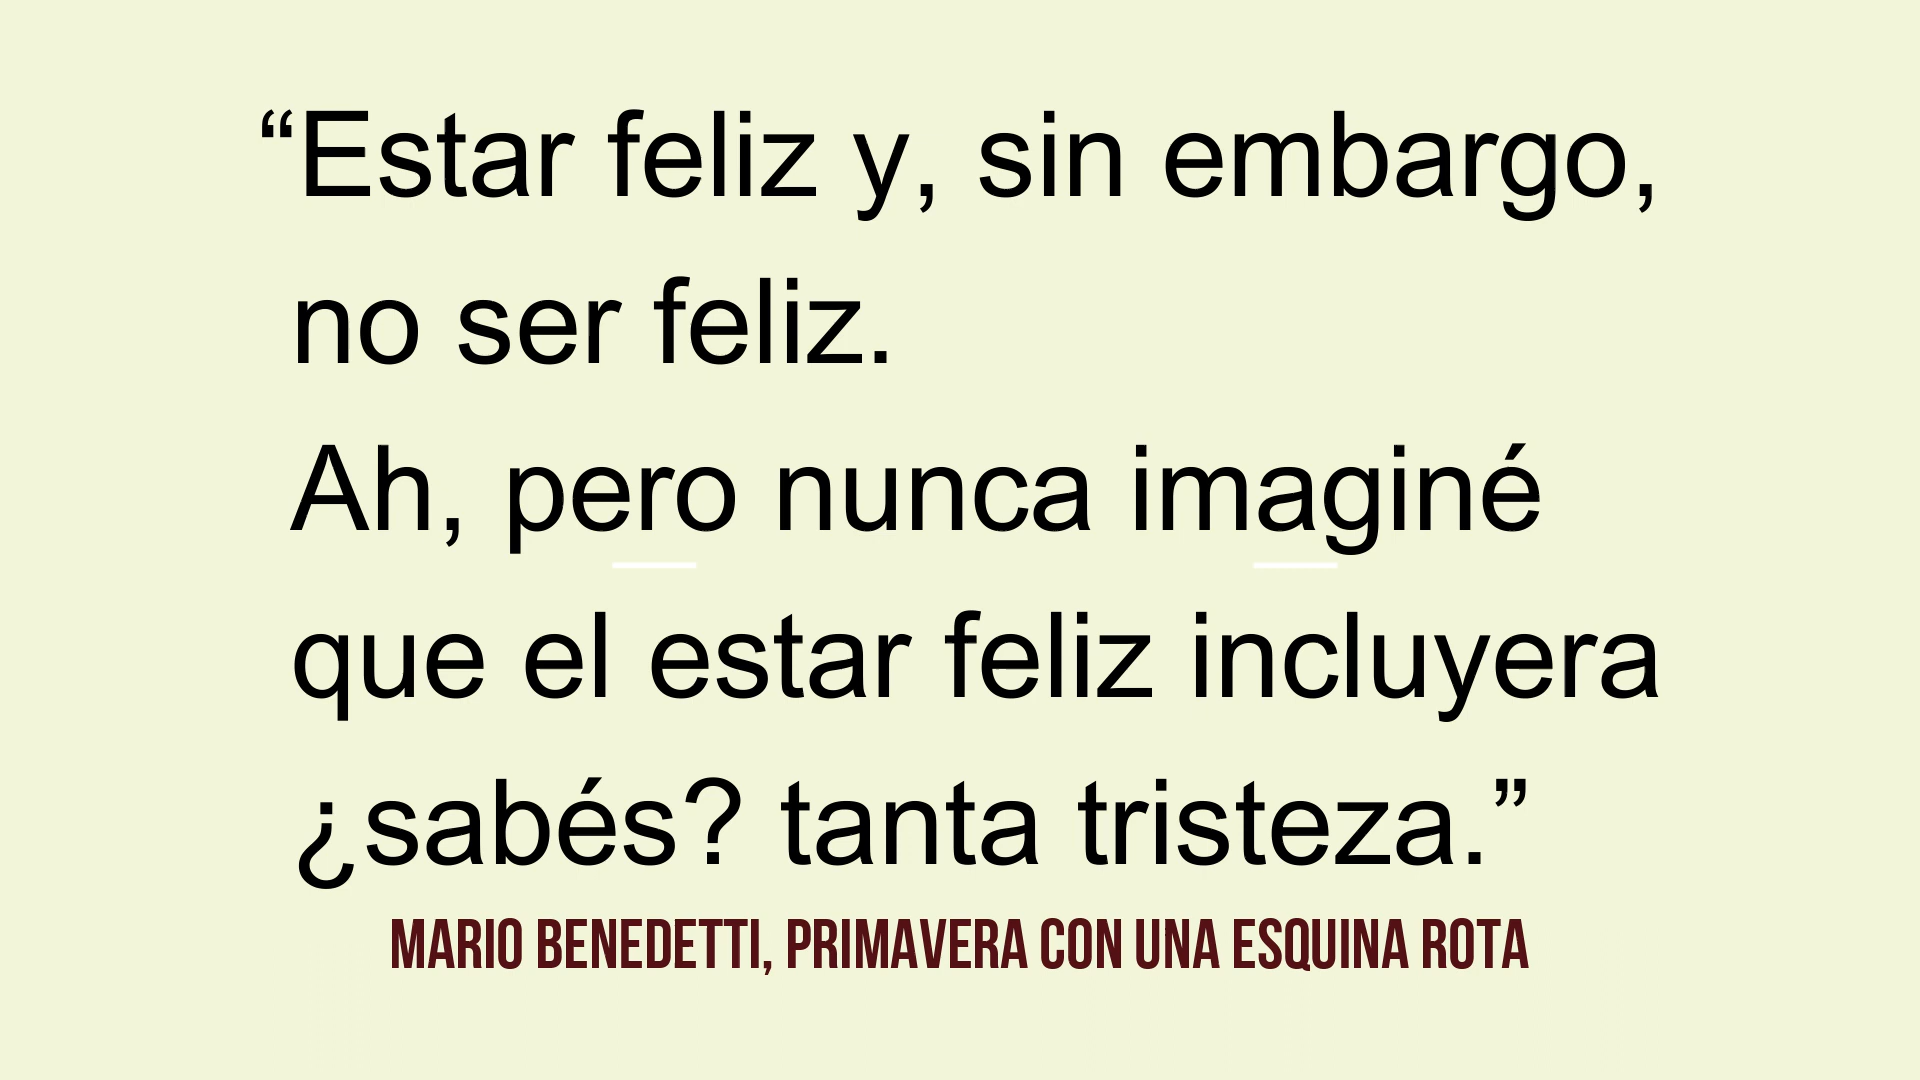 “Estar feliz y, sin embargo,
no ser feliz.
Ah, pero nunca imaginé
que el estar feliz incluyera
¿sabés? tanta tristeza.”
MARIO BENEDETTI, PRIMAVERA CON UNA ESQUINA ROTA